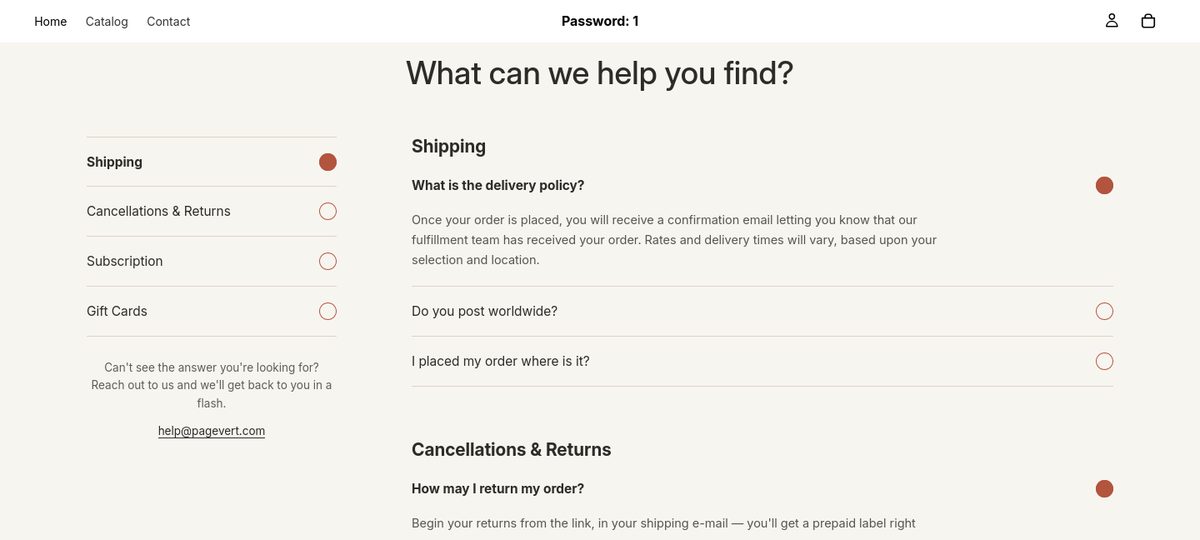 Home Catalog Contact Password: 1
What can we help you find?
Shipping
Cancellations & Returns
Subscription
Gift Cards
Can't see the answer you're looking for?
Reach out to us and we'll get back to you in a
flash.
help@pagevert.com
Shipping
What is the delivery policy?
Once your order is placed, you will receive a confirmation email letting you know that our
fulfillment team has received your order. Rates and delivery times will vary, based upon your
selection and location.
Do you post worldwide?
I placed my order where is it?
Cancellations & Returns
How may I return my order?
Begin your returns from the link, in your shipping e-mail — you'll get a prepaid label right